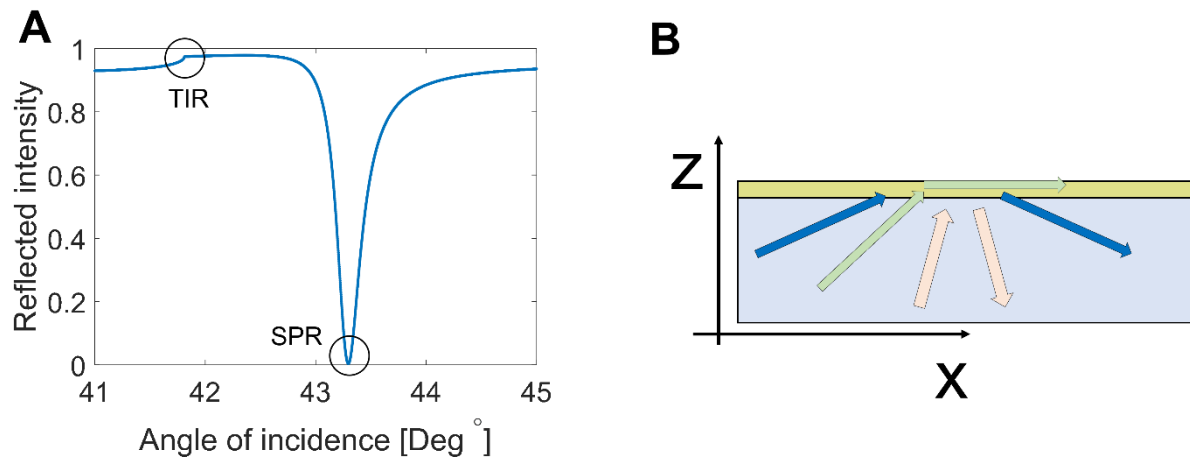 A
B
1
0.8
0.6
0.4
0.2
0
Reflected intensity
TIR
SPR
41 42 43 44 45
Angle of incidence [Deg °]
Z
X